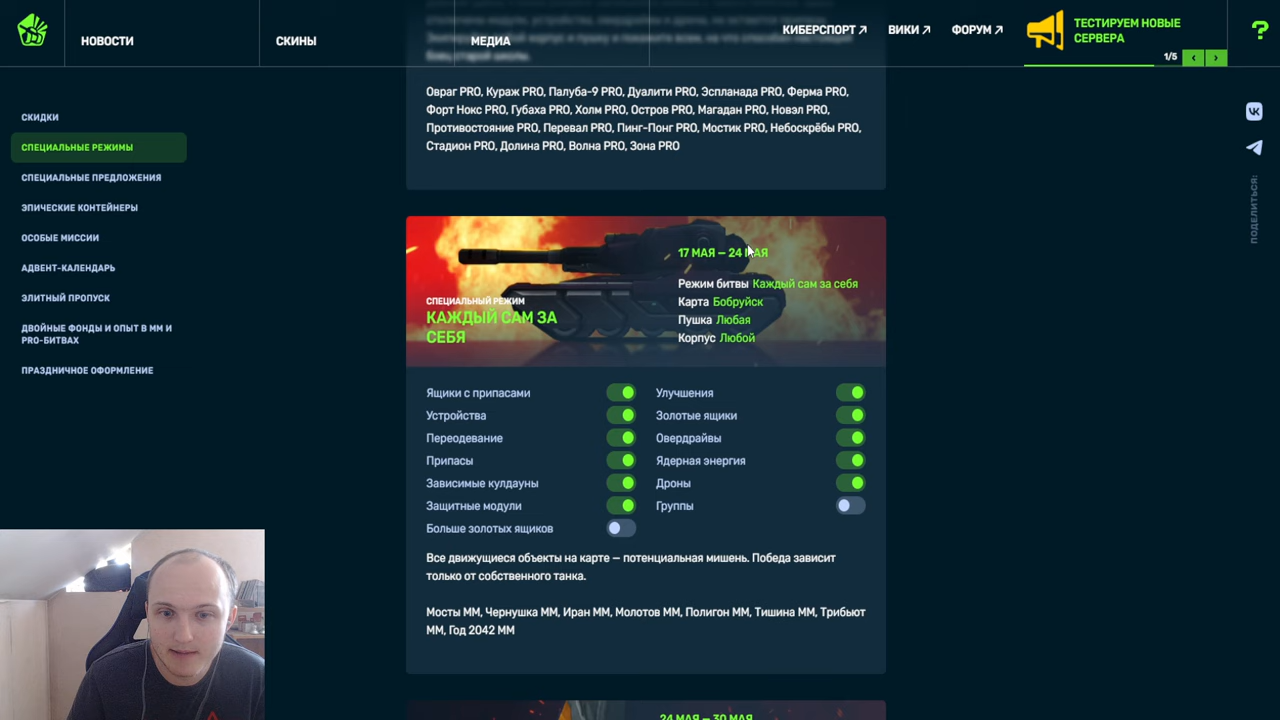 НОВОСТИ
СКИНЫ
МЕДИА
КИБЕРСПОРТ
ВИКИ
ФОРУМ
ТЕСТИРУЕМ НОВЫЕ
СЕРВЕРА
1/5
?
СКИДКИ
СПЕЦИАЛЬНЫЕ РЕЖИМЫ
СПЕЦИАЛЬНЫЕ ПРЕДЛОЖЕНИЯ
ЭПИЧЕСКИЕ КОНТЕЙНЕРЫ
ОСОБЫЕ МИССИИ
АДВЕНТ-КАЛЕНДАРЬ
ЭЛИТНЫЙ ПРОПУСК
ДВОЙНЫЕ ФОНДЫ И ОПЫТ В ММ И
PRO-БИТВАХ
ПРАЗДНИЧНОЕ ОФОРМЛЕНИЕ
Овраг PRO, Кураж PRO, Палуба-9 PRO, Дуалити PRO, Эспланада PRO, Ферма PRO,
Форт Нокс PRO, Губаха PRO, Холм PRO, Остров PRO, Магадан PRO, Новэл PRO,
Противостояние PRO, Перевал PRO, Пинг-Понг PRO, Мостик PRO, Небоскрёбы PRO,
Стадион PRO, Долина PRO, Волна PRO, Зона PRO
17 МАЯ — 24 МАЯ
Режим битвы Каждый сам за себя
Карта Бобруйск
Пушка Любая
Корпус Любой
СПЕЦИАЛЬНЫЙ РЕЖИМ
КАЖДЫЙ САМ ЗА
СЕБЯ
Ящики с припасами
Улучшения
Устройства
Золотые ящики
Переодевание
Овердрайвы
Припасы
Ядерная энергия
Зависимые кулдауны
Дроны
Защитные модули
Группы
Больше золотых ящиков
Все движущиеся объекты на карте — потенциальная мишень. Победа зависит
только от собственного танка.
Мосты ММ, Чернушка ММ, Иран ММ, Молотов ММ, Полигон ММ, Тишина ММ, Трибьют
ММ, Год 2042 ММ
24 МАЯ — 30 МАЯ
ПОДЕЛИТЬСЯ: